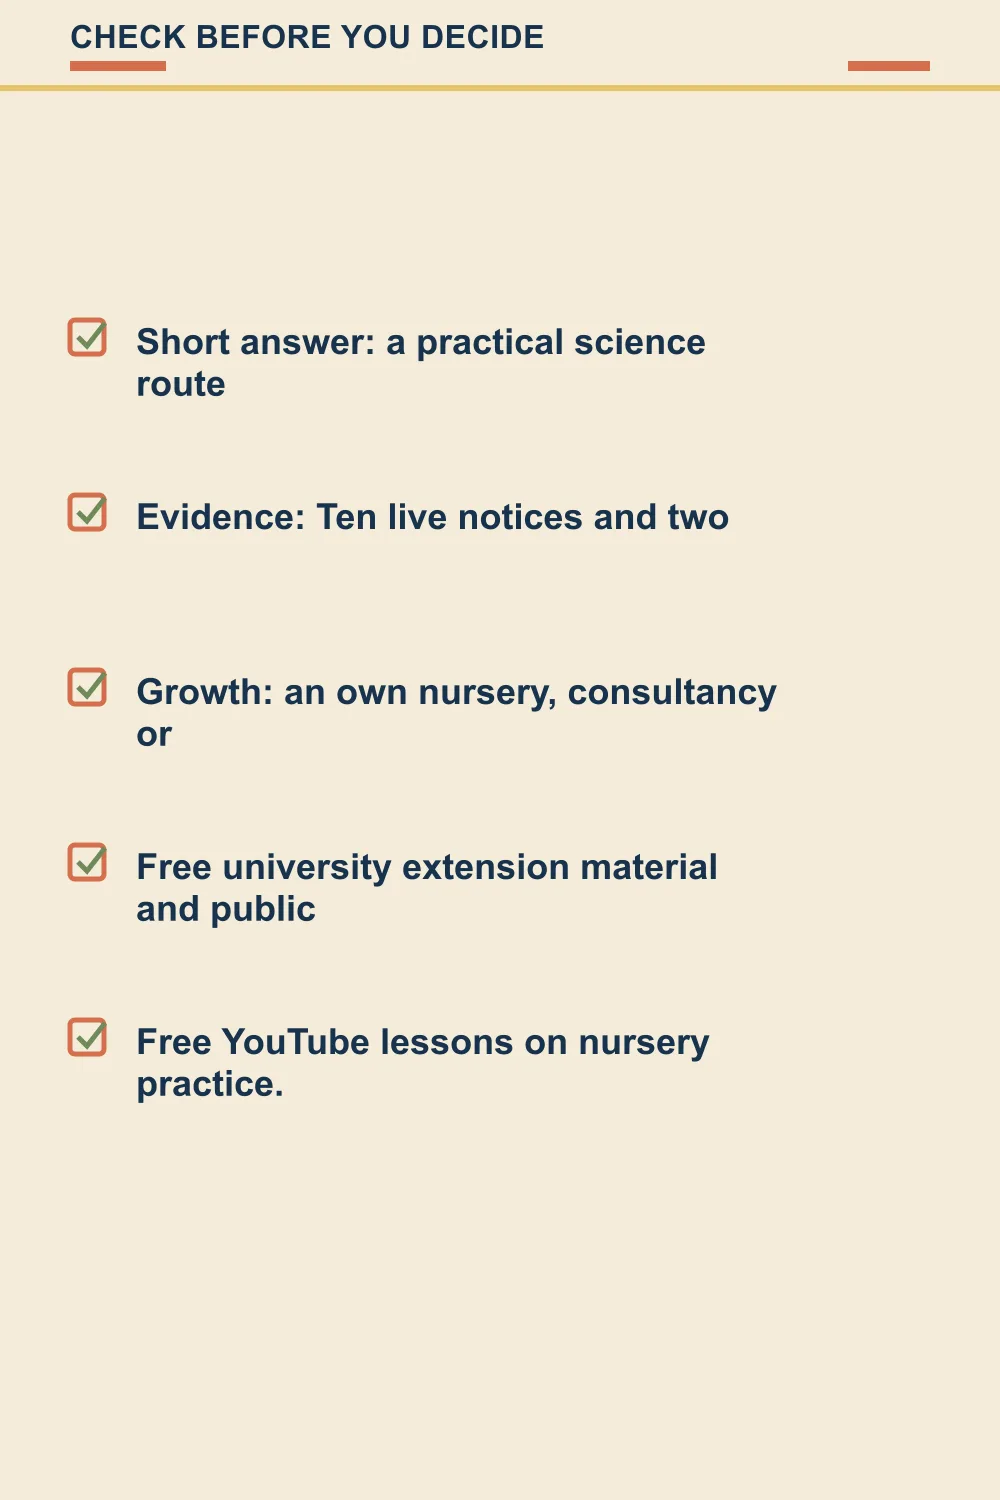 CHECK BEFORE YOU DECIDE
Short answer: a practical science
route
Evidence: Ten live notices and two
Growth: an own nursery, consultancy
or
Free university extension material
and public
Free YouTube lessons on nursery
practice.